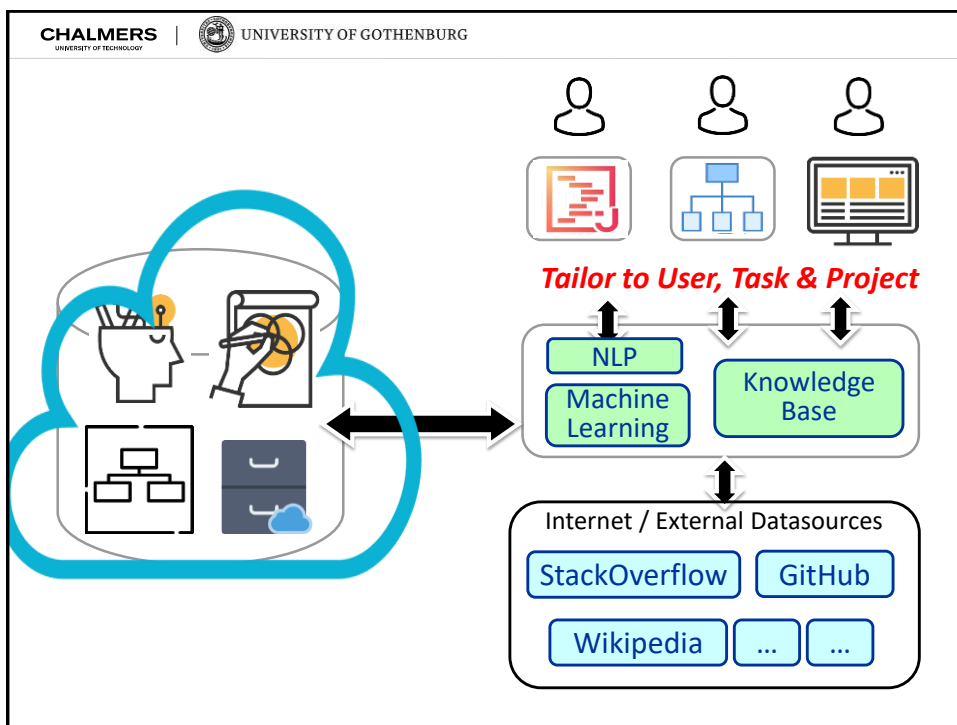 CHALMERS
UNIVERSITY OF TECHNOLOGY
UNIVERSITY OF GOTHENBURG
Tailor to User, Task & Project
NLP
Machine
Learning
Knowledge
Base
Internet / External Datasources
StackOverflow
GitHub
Wikipedia
...
...